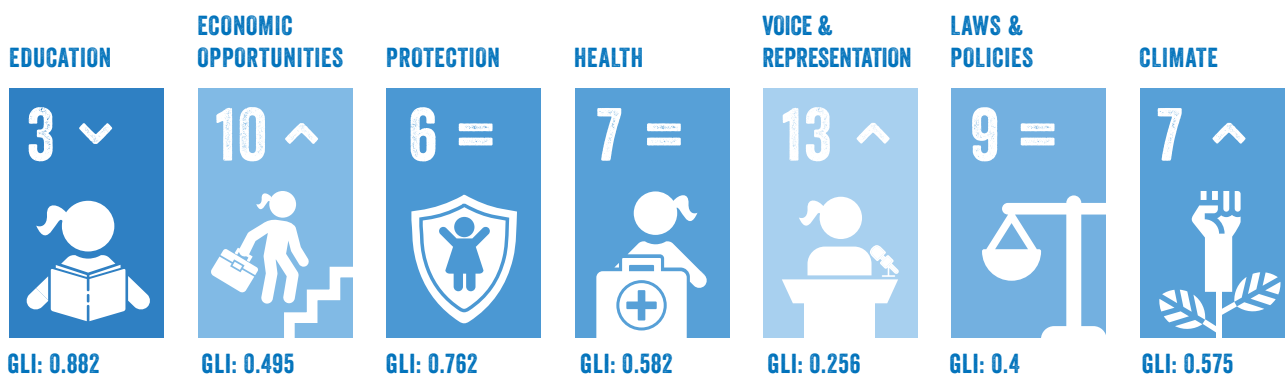 EDUCATION
ECONOMIC
OPPORTUNITIES
PROTECTION
HEALTH
VOICE &
REPRESENTATION
LAWS &
POLICIES
CLIMATE
3
10
6 =
7 =
13
9 =
7
GLI: 0.882
GLI: 0.495
GLI: 0.762
GLI: 0.582
GLI: 0.256
GLI: 0.4
GLI: 0.575